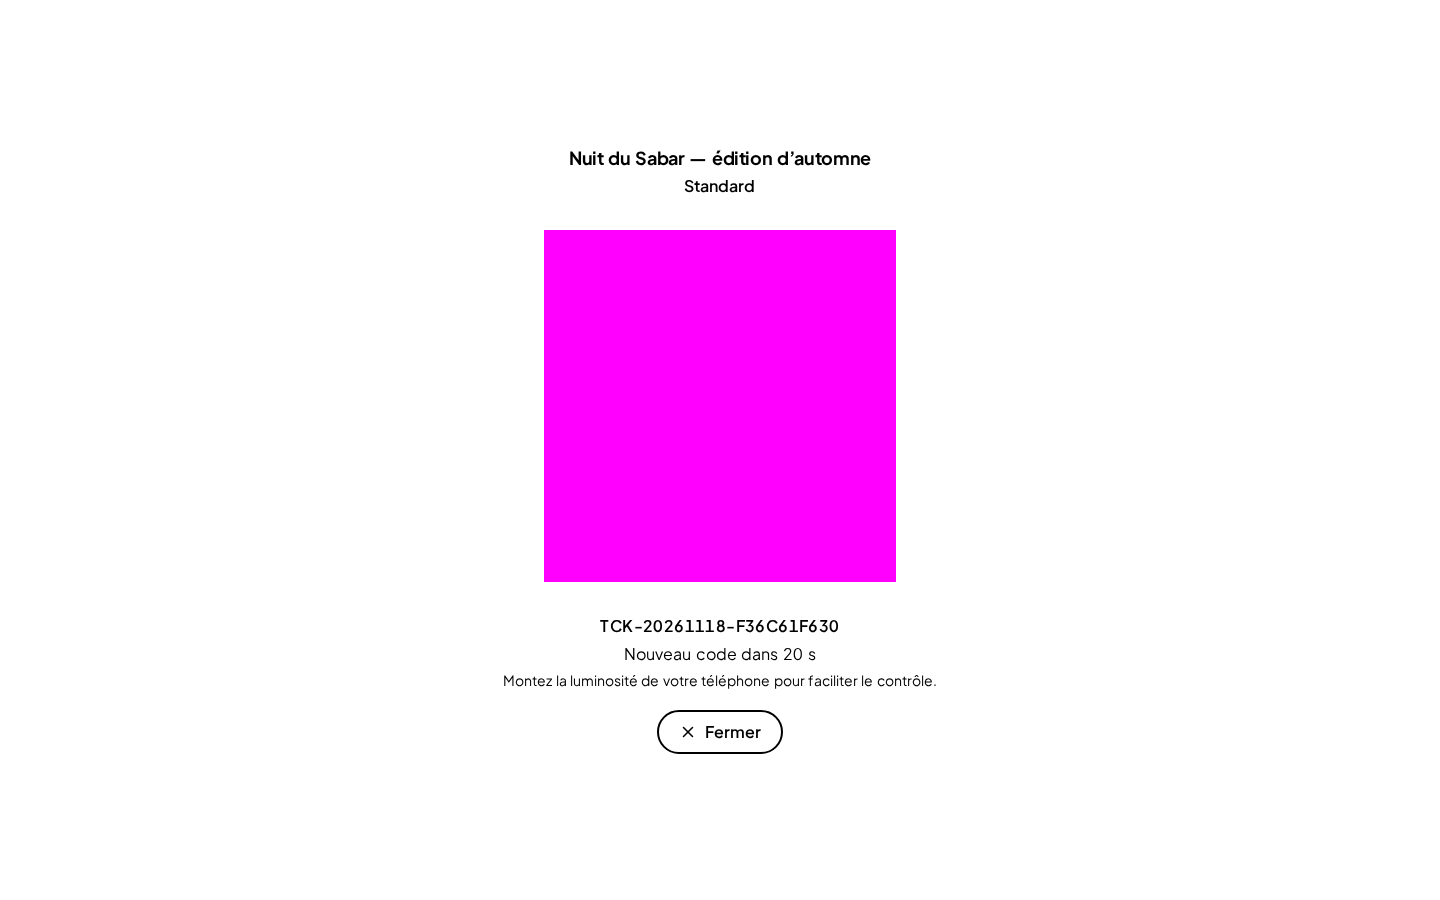 Nuit du Sabar — édition d’automne
Standard
TCK-20261118-F36C61F630
Nouveau code dans 20 s
Montez la luminosité de votre téléphone pour faciliter le contrôle.
Fermer